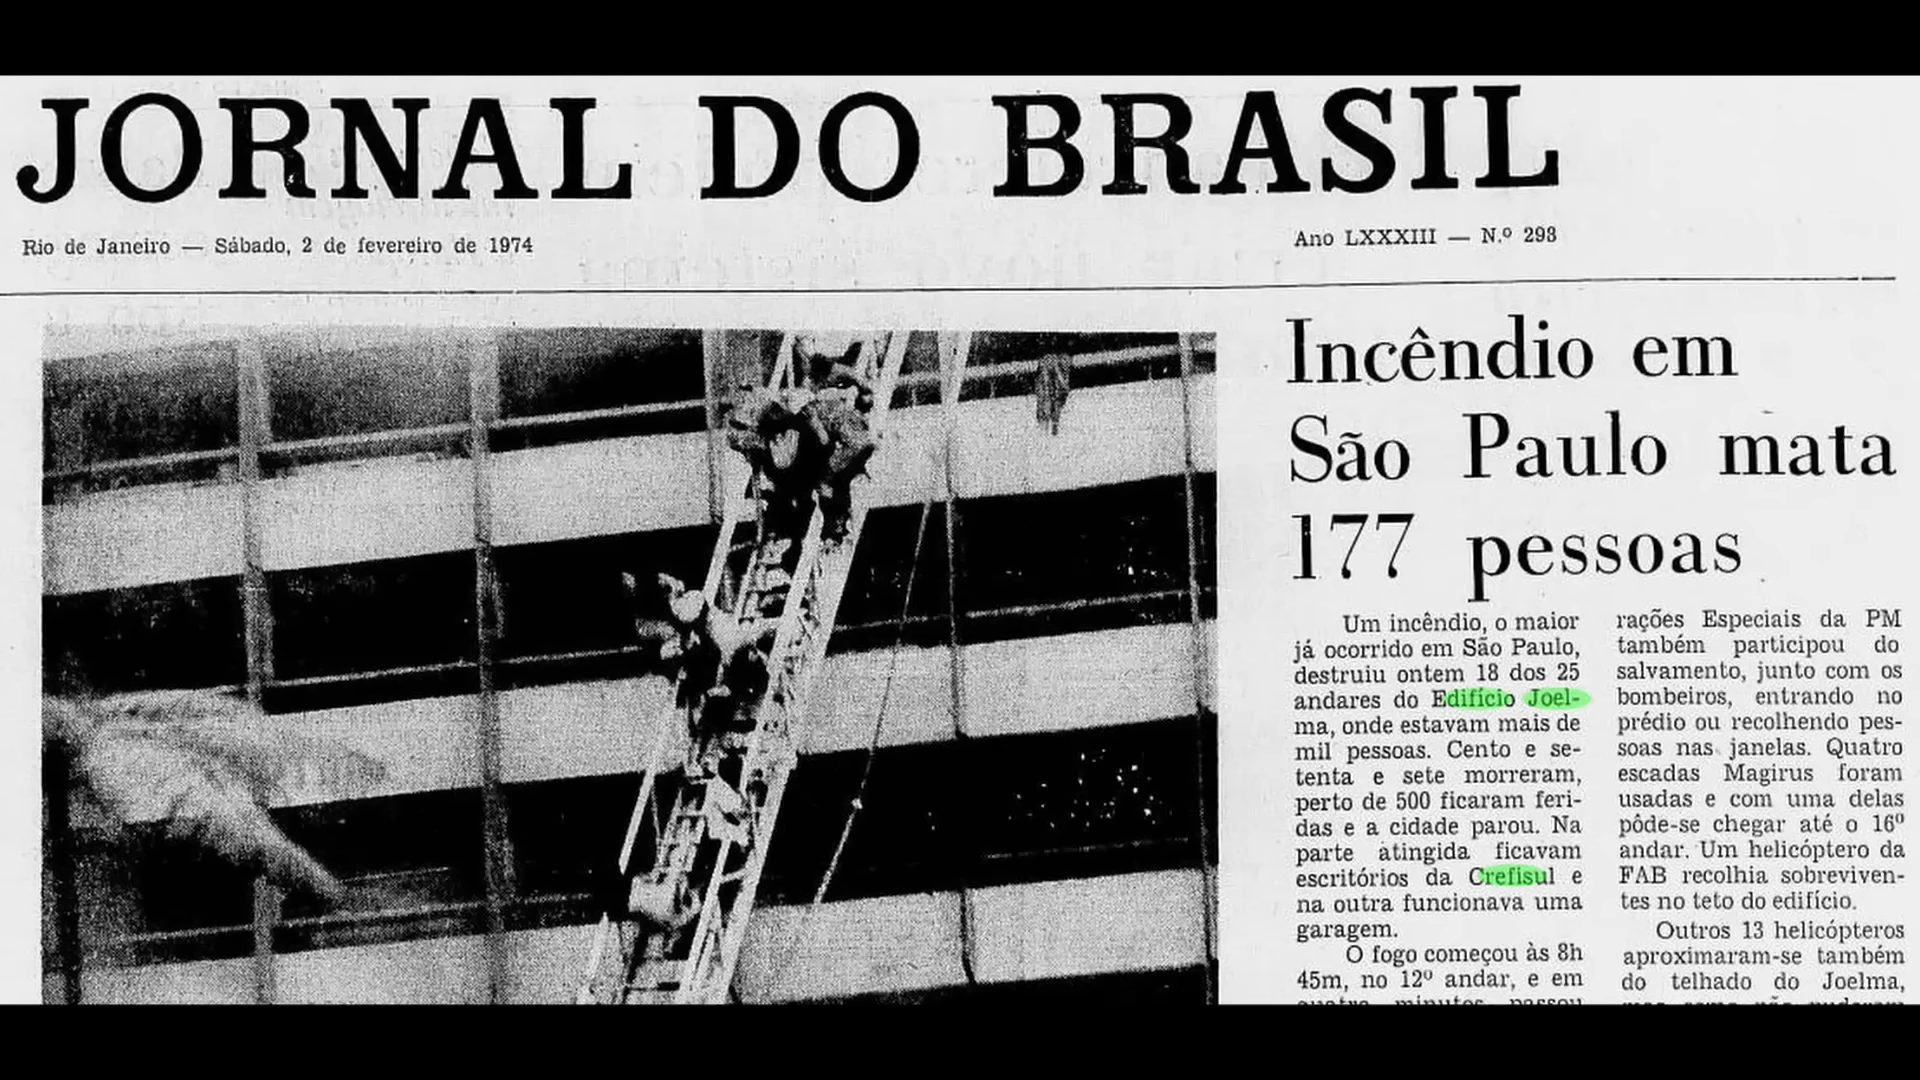 JORNAL DO BRASIL
Rio de Janeiro — Sábado, 2 de fevereiro de 1974
Ano LXXXIII — N.º 293
Incêndio em
São Paulo mata
177 pessoas
Um incêndio, o maior
já ocorrido em São Paulo,
destruiu ontem 18 dos 25
andares do Edifício Joel-
ma, onde estavam mais de
mil pessoas. Cento e se-
tenta e sete morreram,
perto de 500 ficaram feri-
das e a cidade parou. Na
parte atingida ficavam
escritórios da Crefisul e
na outra funcionava uma
garagem.
O fogo começou às 8h
45m, no 12º andar, e em
quatro minutos passou
rações Especiais da PM
também participou do
salvamento, junto com os
bombeiros, entrando no
prédio ou recolhendo pes-
soas nas janelas. Quatro
escadas Magirus foram
usadas e com uma delas
pôde-se chegar até o 16º
andar. Um helicóptero da
FAB recolhia sobreviven-
tes no teto do edifício.
Outros 13 helicópteros
aproximaram-se também
do telhado do Joelma,
mas como não puderam